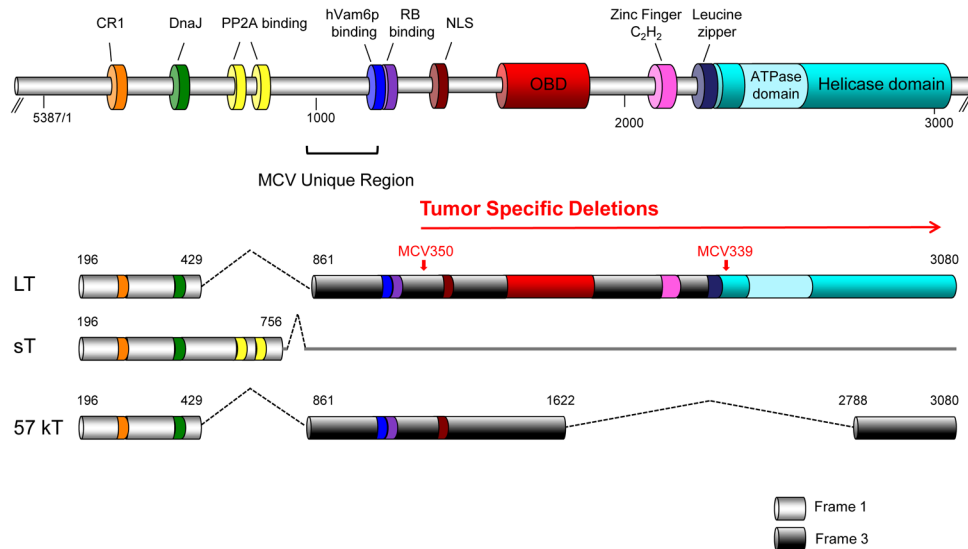 CR1
DnaJ
PP2A binding
hVam6p
binding
RB
binding
NLS
Zinc Finger
C₂H₂
Leucine
zipper
OBD
ATPase
domain
Helicase domain
5387/1
1000
2000
3000
MCV Unique Region
Tumor Specific Deletions
LT
196
429
861
MCV350
MCV339
3080
sT
196
756
57 kT
196
429
861
1622
2788
3080
Frame 1
Frame 3